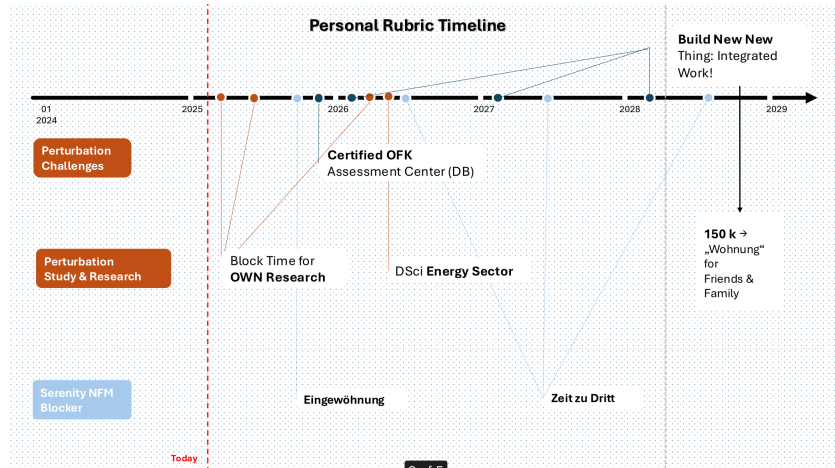 Personal Rubric Timeline
Build New New
Thing: Integrated
Work!
01
2024
2025
2026
2027
2028
2029
Perturbation
Challenges
Certified OFK
Assessment Center (DB)
150 k →
„Wohnung“
for
Friends &
Family
Perturbation
Study & Research
Block Time for
OWN Research
DSci Energy Sector
Serenity NFM
Blocker
Eingewöhnung
Zeit zu Dritt
Today